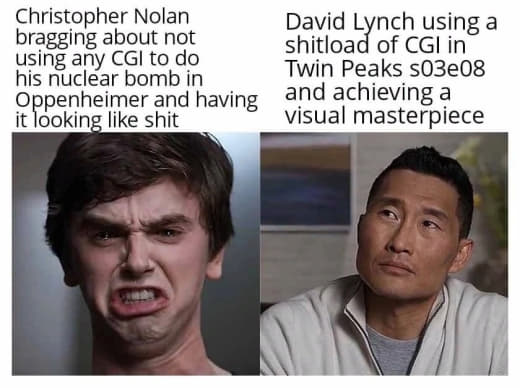 Christopher Nolan
bragging about not
using any CGI to do
his nuclear bomb in
Oppenheimer and having
it looking like shit
David Lynch using a
shitload of CGI in
Twin Peaks s03e08
and achieving a
visual masterpiece